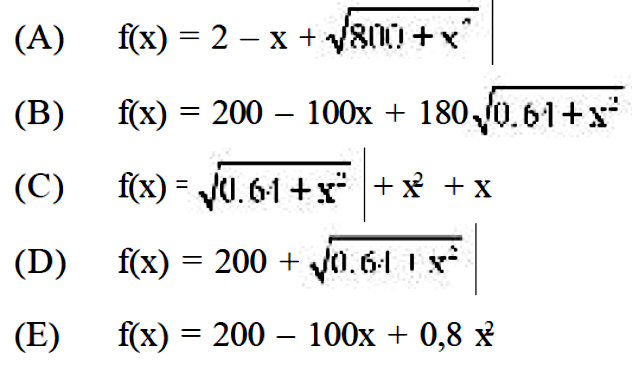 (A) f(x) = 2 – x + √800 + x²
(B) f(x) = 200 – 100x + 180√0.64+x²
(C) f(x) = √0.64+x² + x² + x
(D) f(x) = 200 + √0.64 + x²
(E) f(x) = 200 – 100x + 0,8 x²